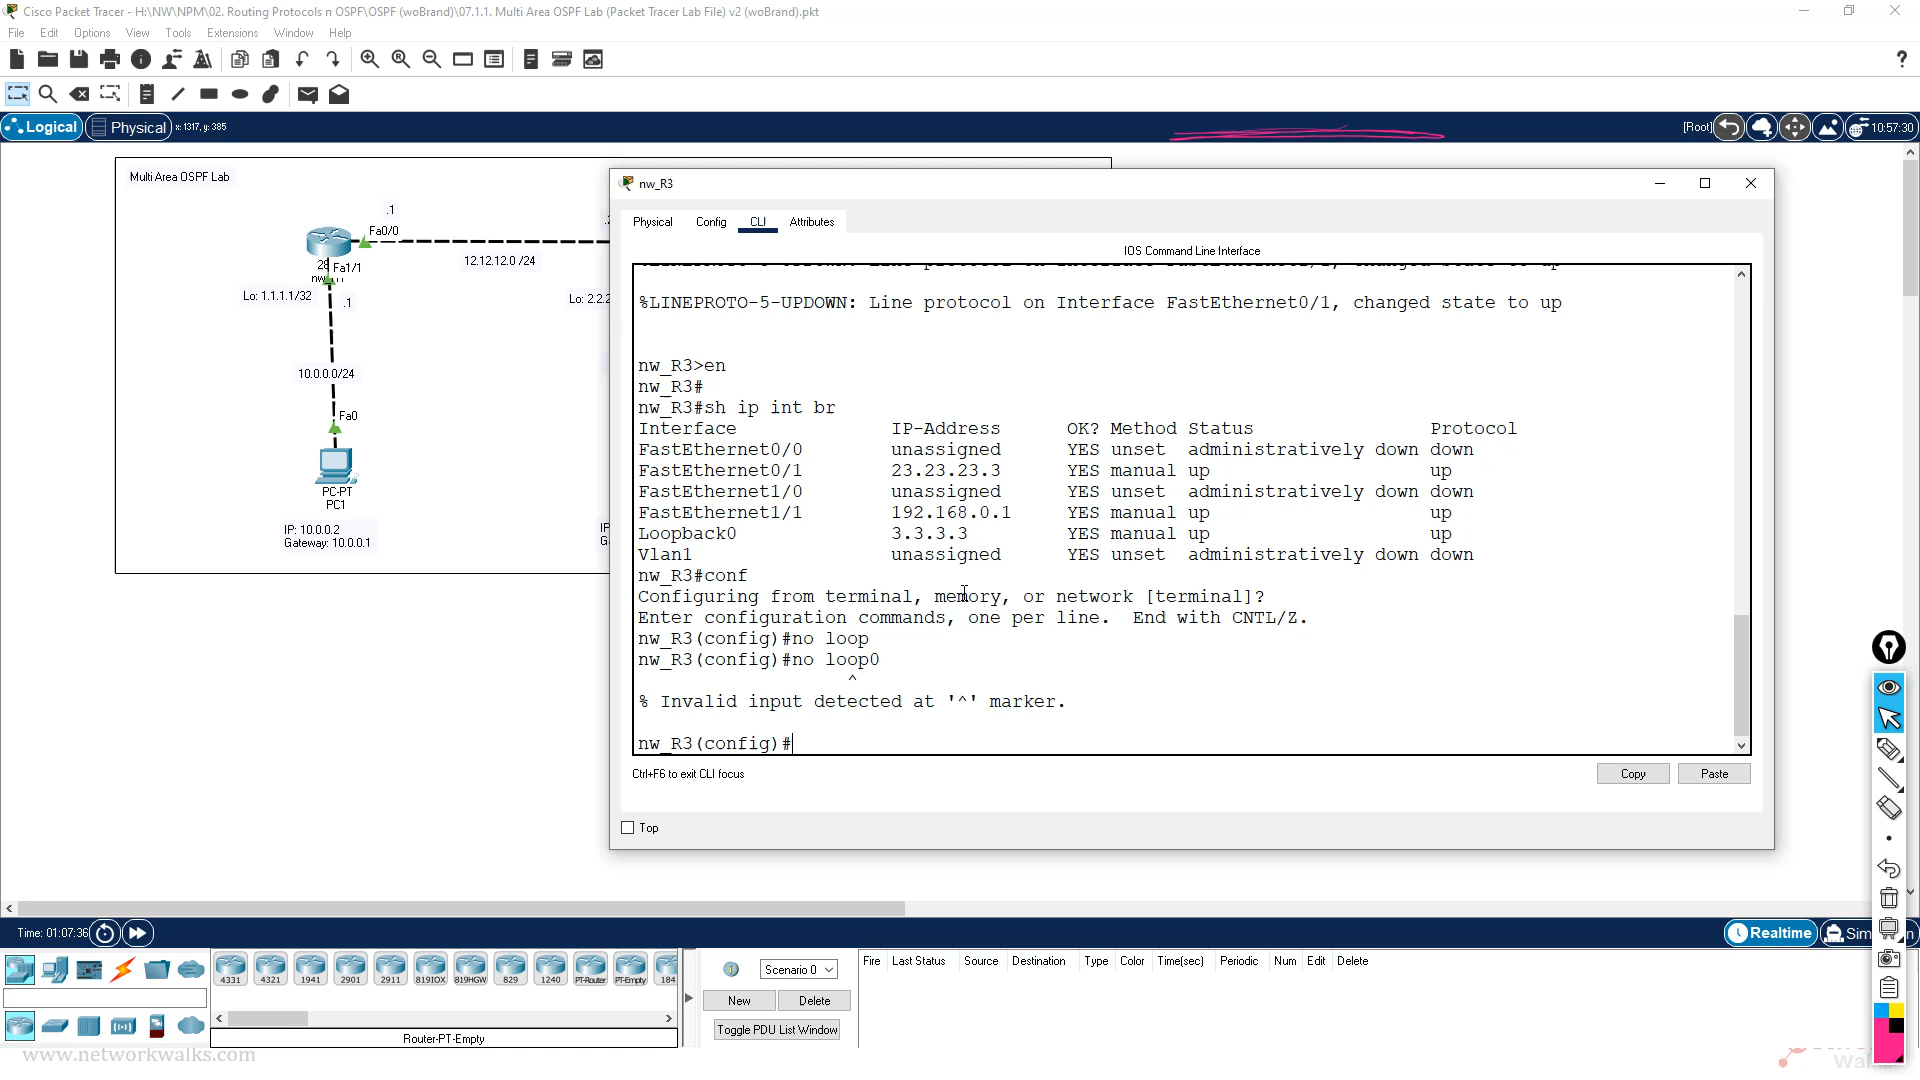 Cisco Packet Tracer - H:\NW\NPM\02. Routing Protocols n OSPF\OSPF (woBrand)\07.1.1. Multi Area OSPF Lab (Packet Tracer Lab File) v2 (woBrand).pkt
File Edit Options View Tools Extensions Window Help
Logical Physical x: 1317, y: 385 [Root] 10:57:30
Multi Area OSPF Lab
.1
Fa0/0
12.12.12.0 /24
Fa1/1
Lo: 1.1.1.1/32
.1
10.0.0.0/24
Fa0
PC-PT
PC1
IP: 10.0.0.2
Gateway: 10.0.0.1
nw_R3
Physical Config CLI Attributes
IOS Command Line Interface
%LINEPROTO-5-UPDOWN: Line protocol on Interface FastEthernet0/1, changed state to up
nw_R3>en
nw_R3#
nw_R3#sh ip int br
Interface IP-Address OK? Method Status Protocol
FastEthernet0/0 unassigned YES unset administratively down down
FastEthernet0/1 23.23.23.3 YES manual up up
FastEthernet1/0 unassigned YES unset administratively down down
FastEthernet1/1 192.168.0.1 YES manual up up
Loopback0 3.3.3.3 YES manual up up
Vlan1 unassigned YES unset administratively down down
nw_R3#conf
Configuring from terminal, memory, or network [terminal]?
Enter configuration commands, one per line. End with CNTL/Z.
nw_R3(config)#no loop
nw_R3(config)#no loop0
^
% Invalid input detected at '^' marker.
nw_R3(config)#
Ctrl+F6 to exit CLI focus
Copy Paste
Top
Time: 01:07:36
Realtime
4331 4321 1941 2901 2911 819IOX 819HGW 829 1240 PT-Router PT-Empty 184
Router-PT-Empty
Scenario 0
New Delete
Toggle PDU List Window
Fire Last Status Source Destination Type Color Time(sec) Periodic Num Edit Delete
www.networkwalks.com